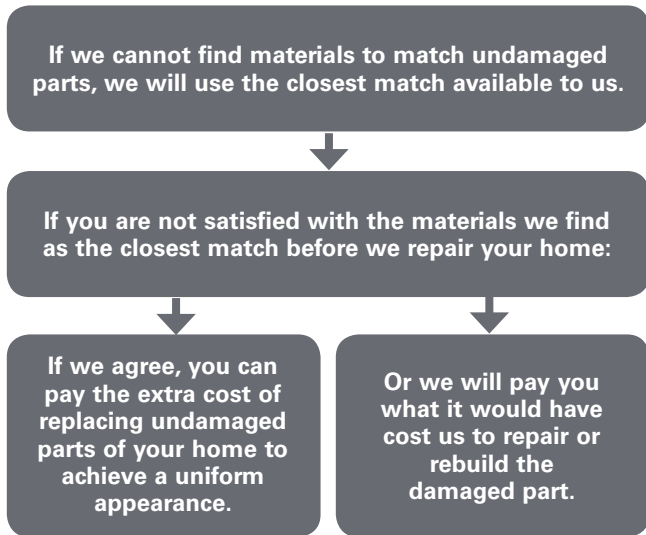 If we cannot find materials to match undamaged
parts, we will use the closest match available to us.
If you are not satisfied with the materials we find
as the closest match before we repair your home:
If we agree, you can
pay the extra cost of
replacing undamaged
parts of your home to
achieve a uniform
appearance.
Or we will pay you
what it would have
cost us to repair or
rebuild the
damaged part.